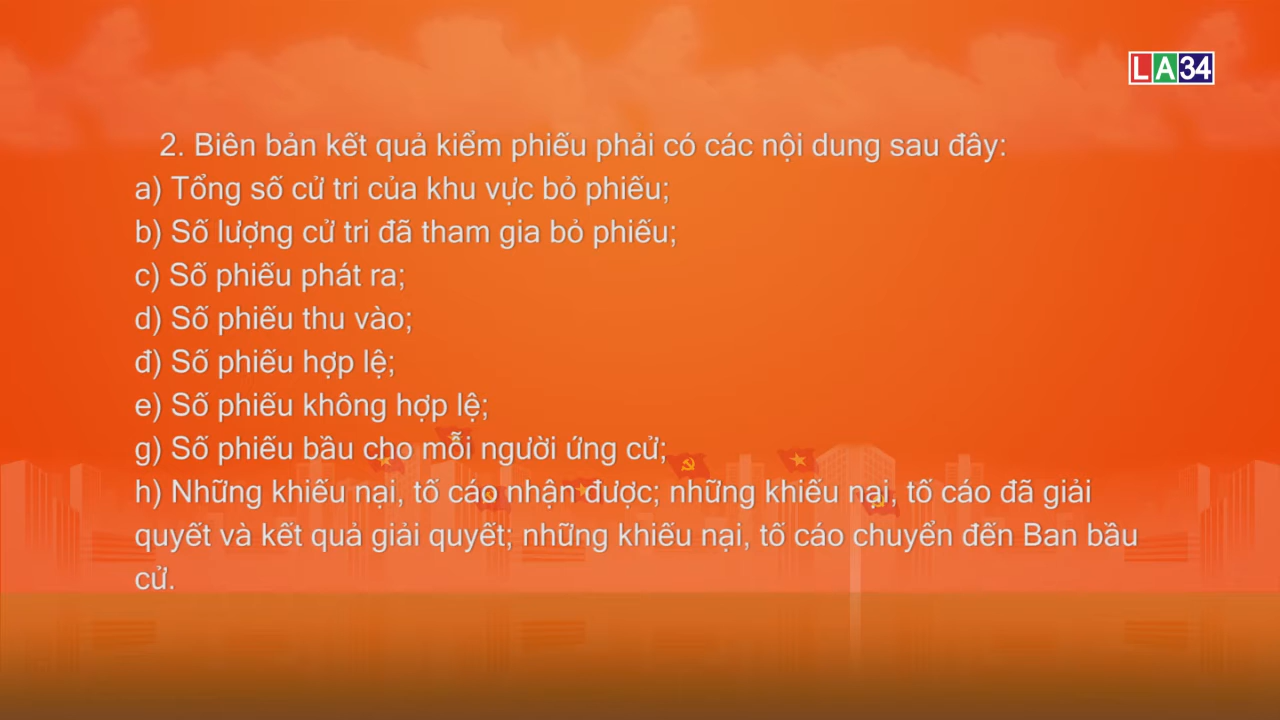 LA34
2. Biên bản kết quả kiểm phiếu phải có các nội dung sau đây:
a) Tổng số cử tri của khu vực bỏ phiếu;
b) Số lượng cử tri đã tham gia bỏ phiếu;
c) Số phiếu phát ra;
d) Số phiếu thu vào;
đ) Số phiếu hợp lệ;
e) Số phiếu không hợp lệ;
g) Số phiếu bầu cho mỗi người ứng cử;
h) Những khiếu nại, tố cáo nhận được; những khiếu nại, tố cáo đã giải
quyết và kết quả giải quyết; những khiếu nại, tố cáo chuyển đến Ban bầu
cử.